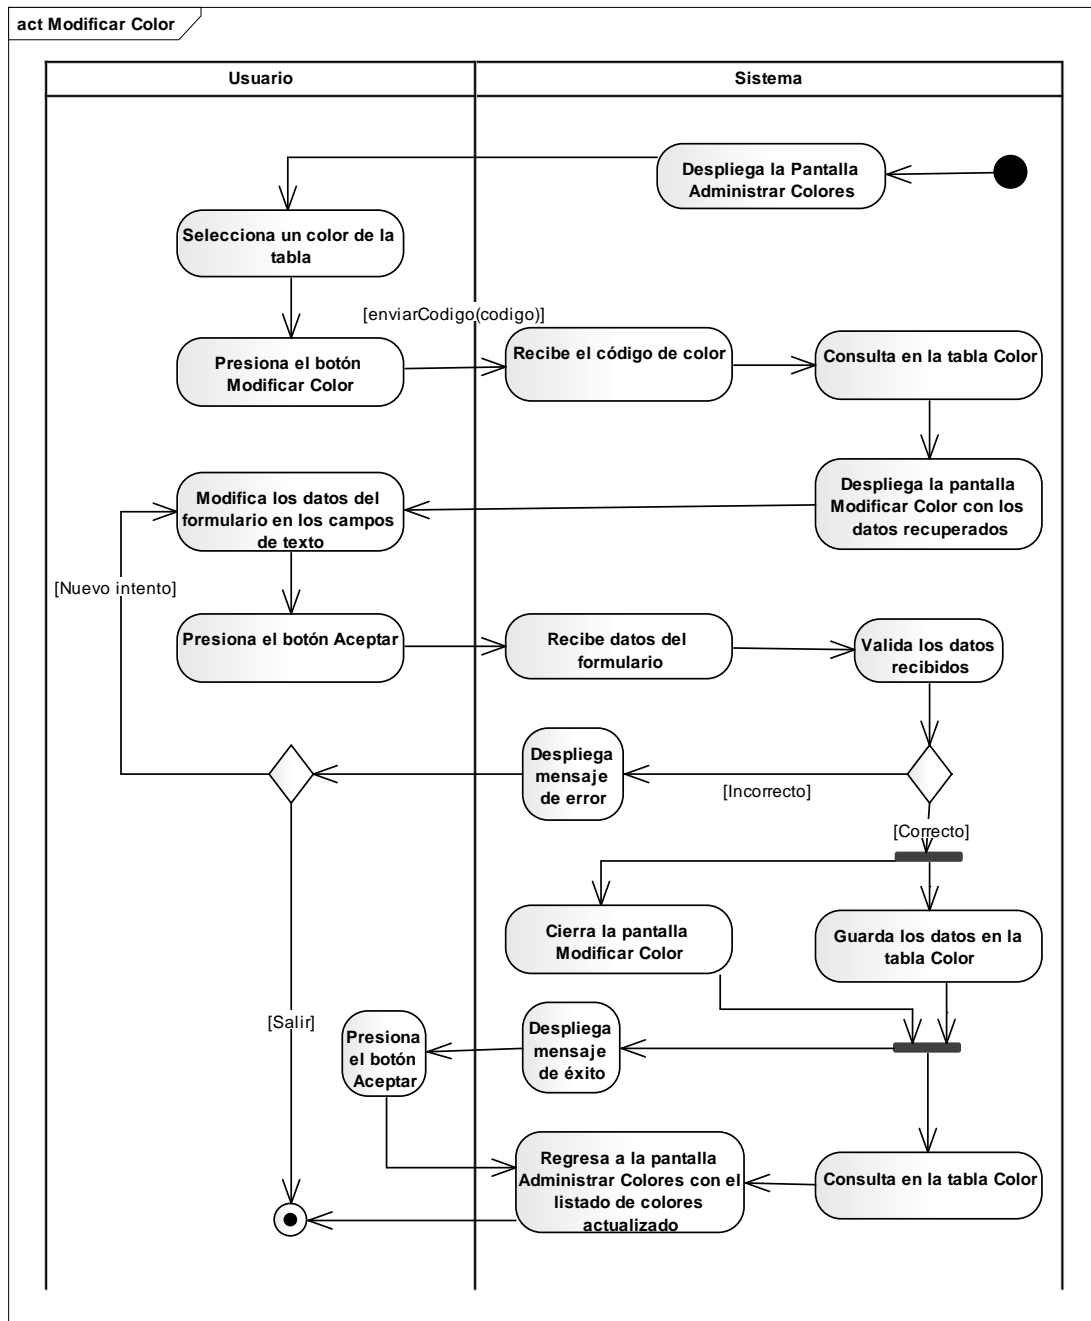 act Modificar Color
Usuario
Sistema
Despliega la Pantalla
Administrar Colores
Selecciona un color de la
tabla
[enviarCodigo(codigo)]
Presiona el botón
Modificar Color
Recibe el código de color
Consulta en la tabla Color
Modifica los datos del
formulario en los campos
de texto
Despliega la pantalla
Modificar Color con los
datos recuperados
[Nuevo intento]
Presiona el botón Aceptar
Recibe datos del
formulario
Valida los datos
recibidos
Despliega
mensaje
de error
[Incorrecto]
[Correcto]
Cierra la pantalla
Modificar Color
Guarda los datos en la
tabla Color
[Salir]
Presiona
el botón
Aceptar
Despliega
mensaje
de éxito
Regresa a la pantalla
Administrar Colores con el
listado de colores
actualizado
Consulta en la tabla Color